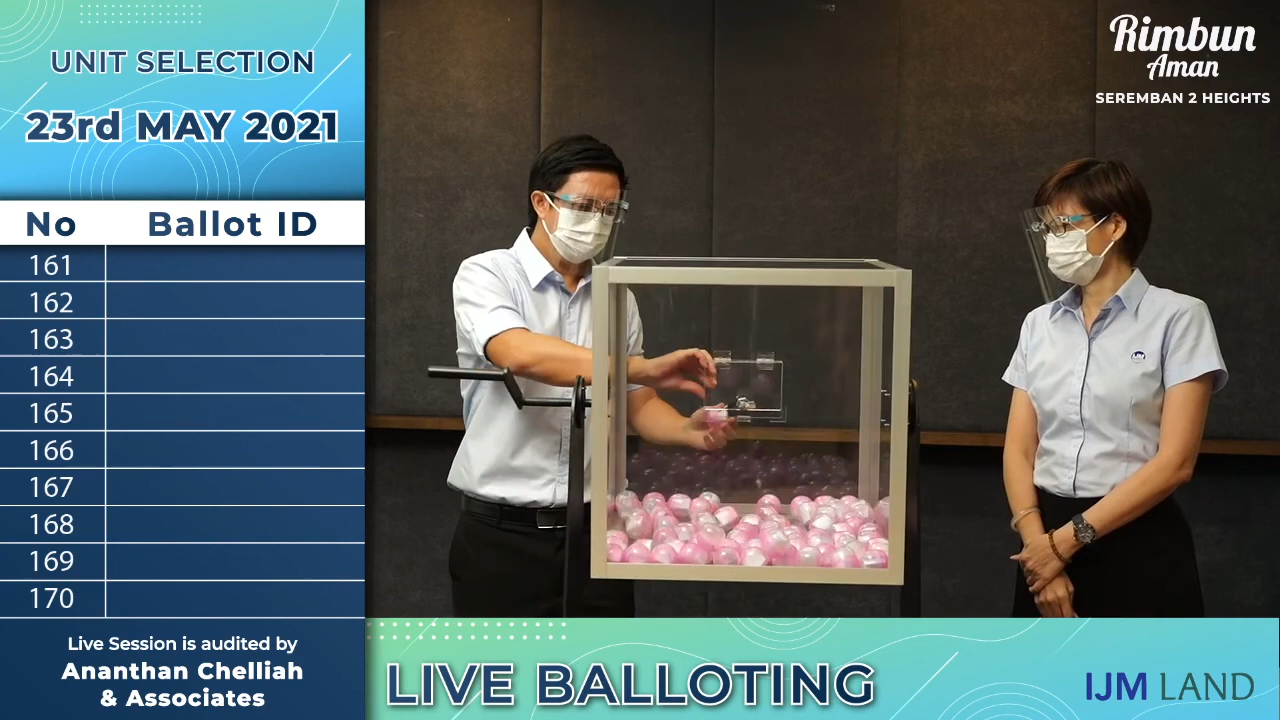 UNIT SELECTION
23rd MAY 2021
No Ballot ID
161
162
163
164
165
166
167
168
169
170
Live Session is audited by
Ananthan Chelliah
& Associates
Rimbun
Aman
SEREMBAN 2 HEIGHTS
IJM
LIVE BALLOTING
IJM LAND